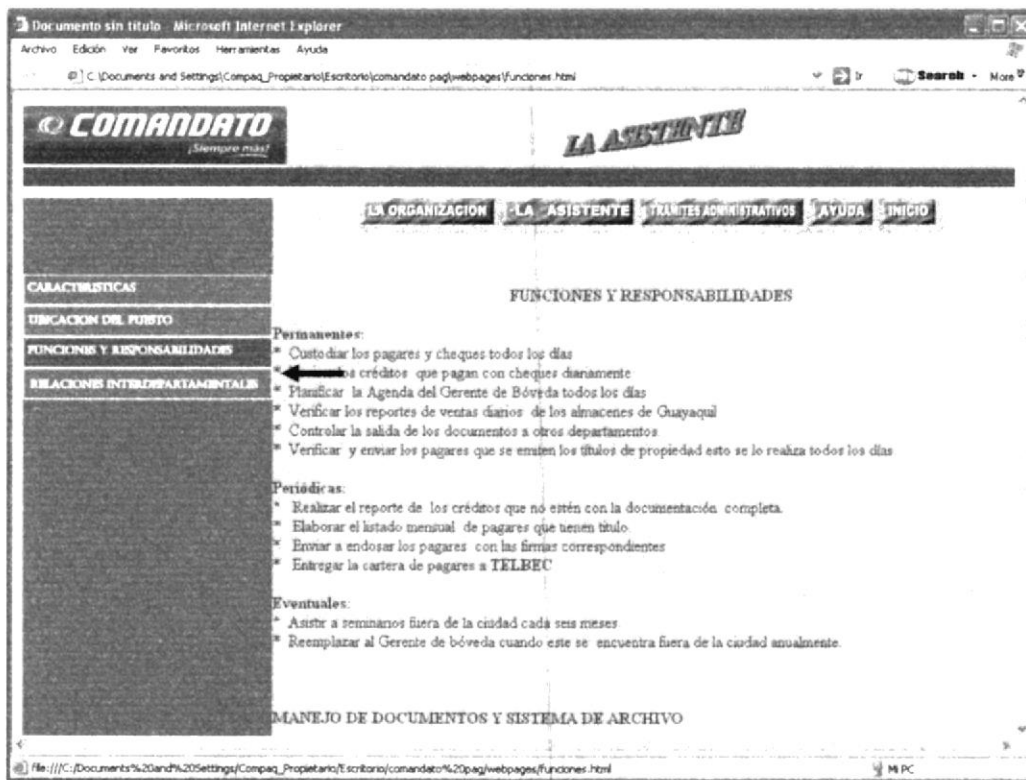 Documento sin titulo - Microsoft Internet Explorer
Archivo Edición Ver Favoritos Herramientas Ayuda
C:\Documents and Settings\Compaq_Propietario\Escritorio\comandato pag\webpages\funciones.html Ir Search - More
COMANDATO
¡Siempre más!
LA ASISTENTE
LA ORGANIZACIÓN LA ASISTENTE TRAMITES ADMINISTRATIVOS AYUDA INICIO
CARACTERISTICAS
UBICACION DEL PUESTO
FUNCIONES Y RESPONSABILIDADES
RELACIONES INTERDEPARTAMENTALES
FUNCIONES Y RESPONSABILIDADES
Permanentes:
* Custodiar los pagares y cheques todos los días
* los créditos que pagan con cheques diariamente
* Planificar la Agenda del Gerente de Bóveda todos los días
* Verificar los reportes de ventas diarios de los almacenes de Guayaquil
* Controlar la salida de los documentos a otros departamentos
* Verificar y enviar los pagares que se emiten los títulos de propiedad esto se lo realiza todos los días
Periódicas:
* Realizar el reporte de los créditos que no estén con la documentación completa.
* Elaborar el listado mensual de pagares que tienen título
* Enviar a endosar los pagares con las firmas correspondientes
* Entregar la cartera de pagares a TELBEC
Eventuales:
* Asistir a seminarios fuera de la ciudad cada seis meses
* Reemplazar al Gerente de bóveda cuando este se encuentra fuera de la ciudad anualmente.
MANEJO DE DOCUMENTOS Y SISTEMA DE ARCHIVO
file:///C:/Documents%20and%20Settings/Compaq_Propietario/Escritorio/comandato%20pag/webpages/funciones.html Mi PC